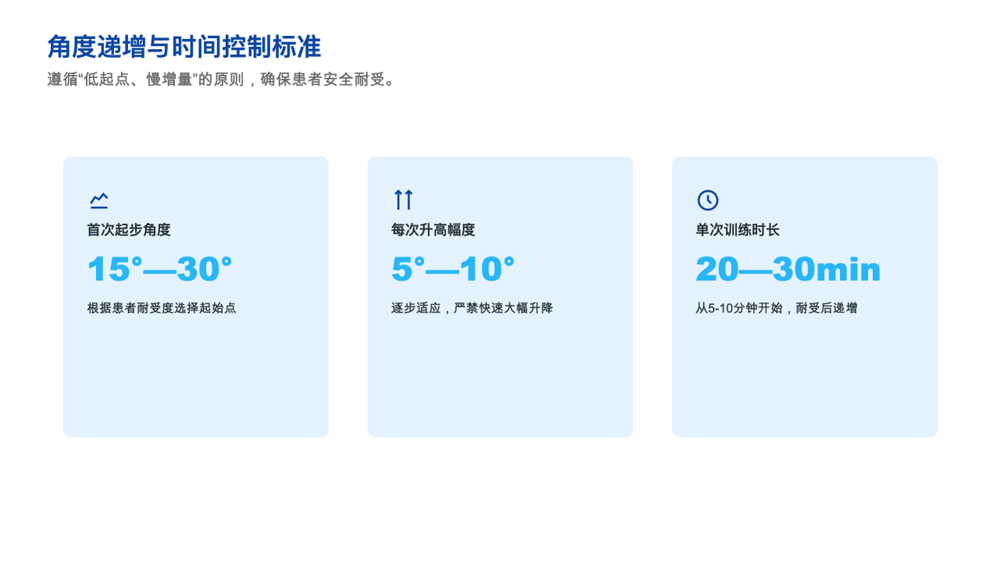 角度递增与时间控制标准
遵循“低起点、慢增量”的原则，确保患者安全耐受。
首次起步角度
15°—30°
根据患者耐受度选择起始点
每次升高幅度
5°—10°
逐步适应，严禁快速大幅升降
单次训练时长
20—30min
从5-10分钟开始，耐受后递增